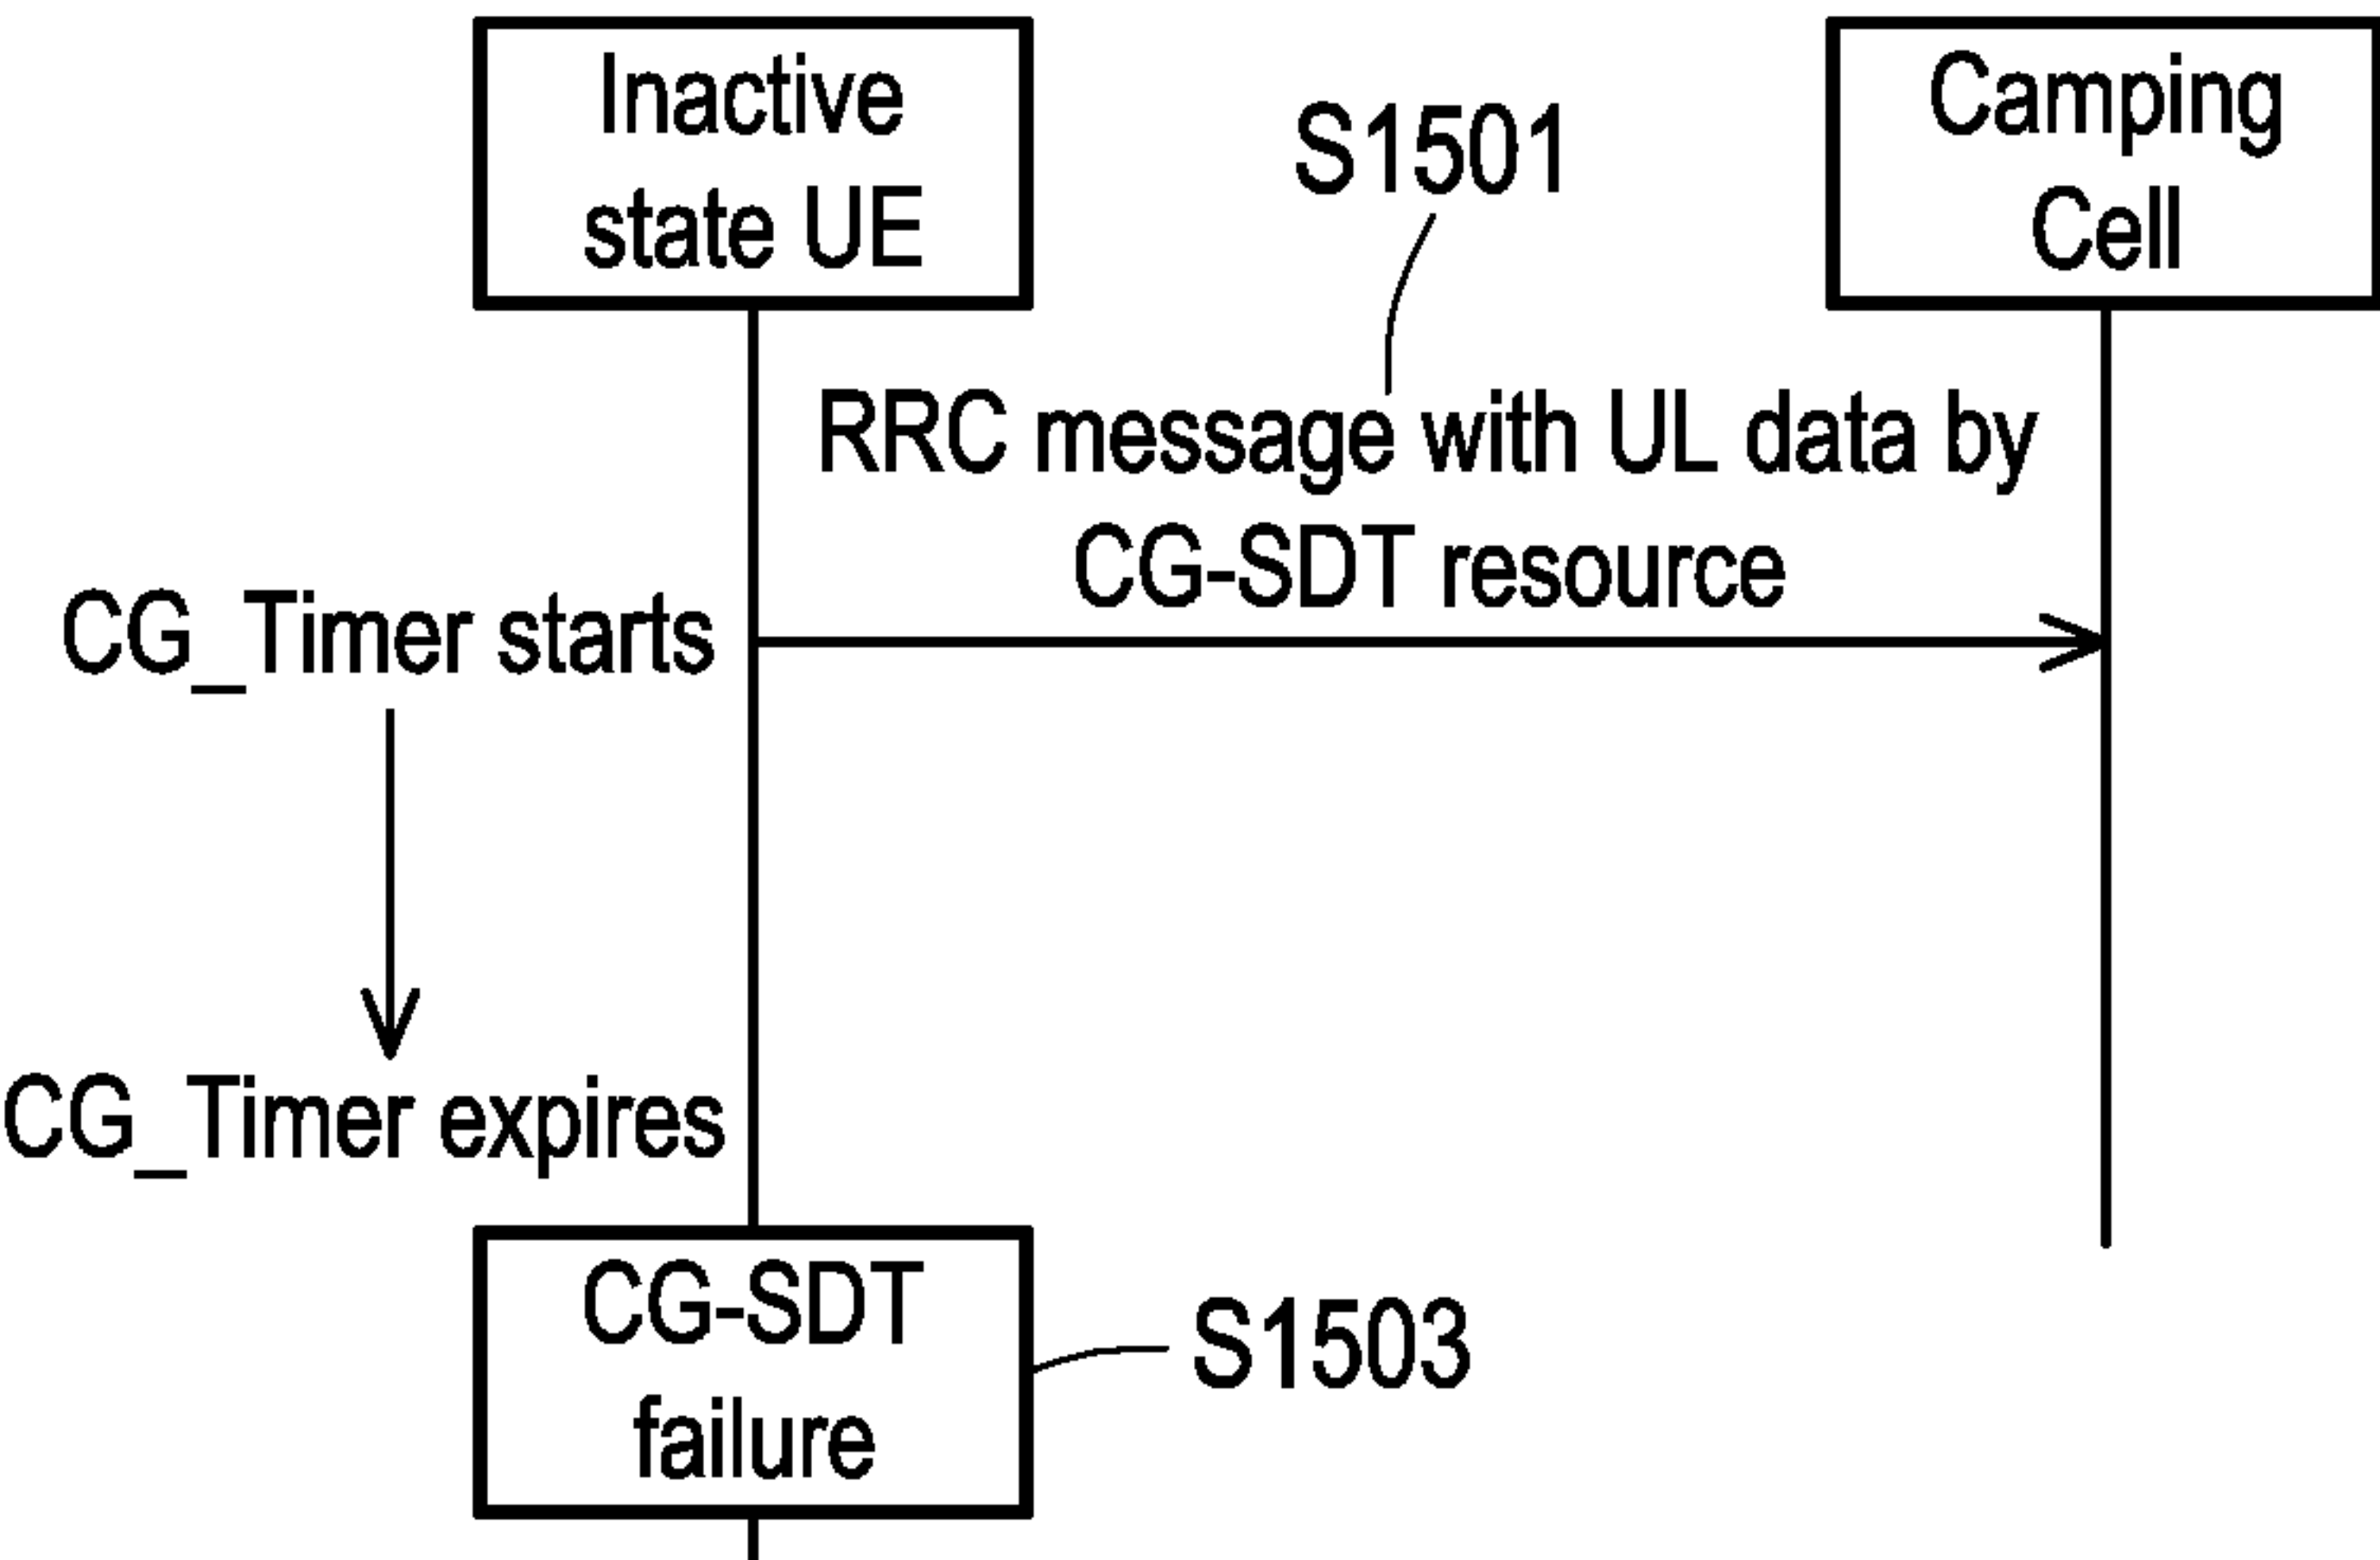 Inactive
state UE
S1501
Camping
Cell
RRC message with UL data by
CG-SDT resource
CG_Timer starts
CG_Timer expires
CG-SDT
failure
S1503